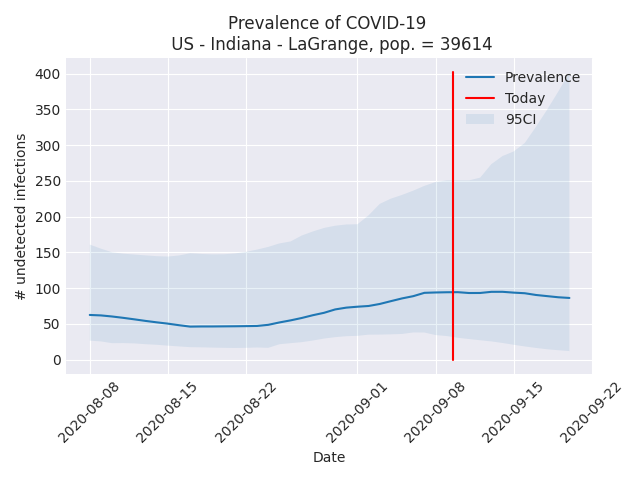 Prevalence of COVID-19
US - Indiana - LaGrange, pop. = 39614
400
350
300
250
200
150
100
50
0
# undetected infections
Prevalence
Today
95CI
2020-08-08
2020-08-15
2020-08-22
2020-09-01
2020-09-08
2020-09-15
2020-09-22
Date